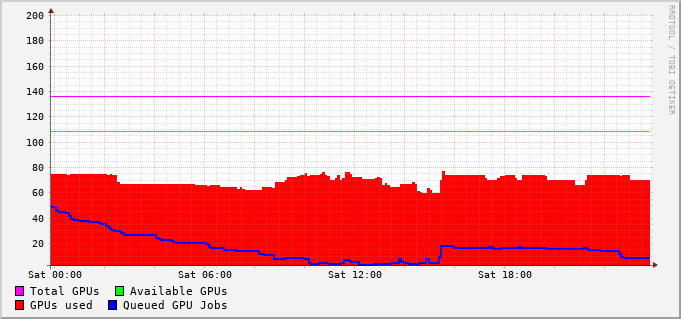 200
180
160
140
120
100
80
60
40
20
Sat 00:00 Sat 06:00 Sat 12:00 Sat 18:00
Total GPUs Available GPUs
GPUs used Queued GPU Jobs
RRDTOOL / TOBI OETIKER